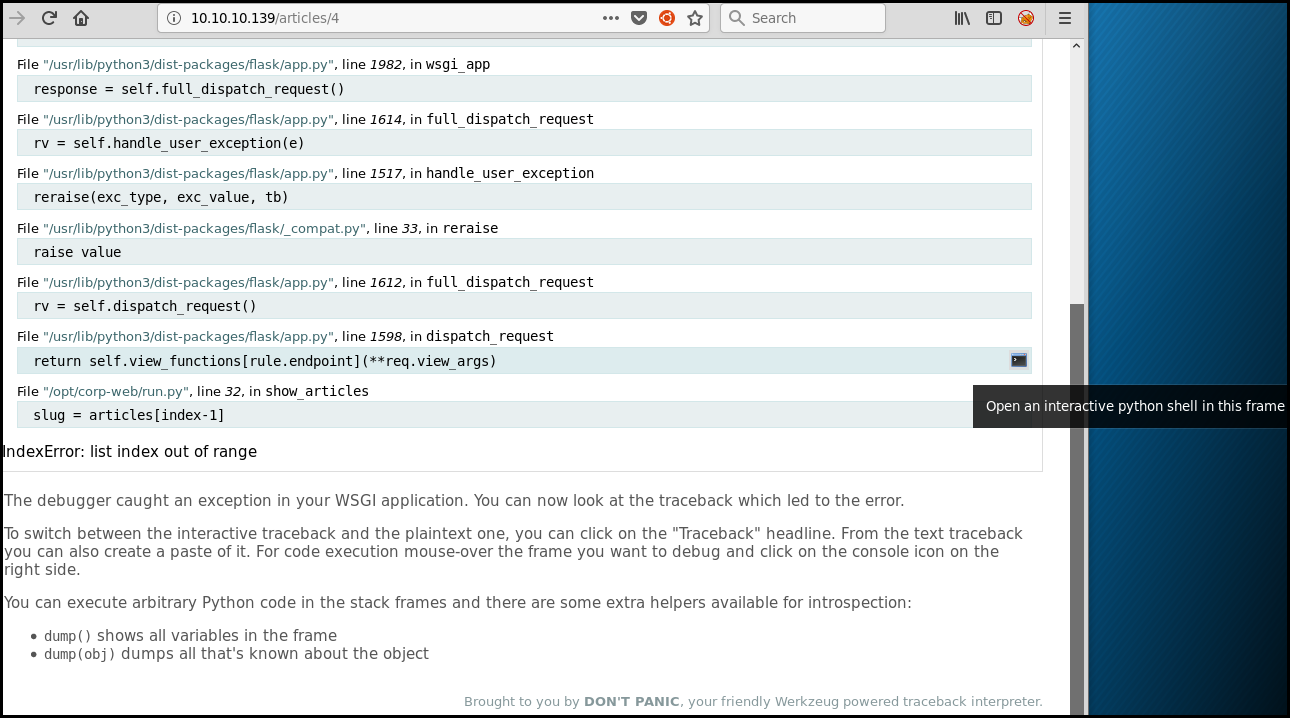 10.10.10.139/articles/4
Search
File "/usr/lib/python3/dist-packages/flask/app.py", line 1982, in wsgi_app
response = self.full_dispatch_request()
File "/usr/lib/python3/dist-packages/flask/app.py", line 1614, in full_dispatch_request
rv = self.handle_user_exception(e)
File "/usr/lib/python3/dist-packages/flask/app.py", line 1517, in handle_user_exception
reraise(exc_type, exc_value, tb)
File "/usr/lib/python3/dist-packages/flask/_compat.py", line 33, in reraise
raise value
File "/usr/lib/python3/dist-packages/flask/app.py", line 1612, in full_dispatch_request
rv = self.dispatch_request()
File "/usr/lib/python3/dist-packages/flask/app.py", line 1598, in dispatch_request
return self.view_functions[rule.endpoint](**req.view_args)
File "/opt/corp-web/run.py", line 32, in show_articles
Open an interactive python shell in this frame
slug = articles[index-1]
IndexError: list index out of range
The debugger caught an exception in your WSGI application. You can now look at the traceback which led to the error.
To switch between the interactive traceback and the plaintext one, you can click on the "Traceback" headline. From the text traceback
you can also create a paste of it. For code execution mouse-over the frame you want to debug and click on the console icon on the
right side.
You can execute arbitrary Python code in the stack frames and there are some extra helpers available for introspection:
• dump() shows all variables in the frame
• dump(obj) dumps all that's known about the object
Brought to you by DON'T PANIC, your friendly Werkzeug powered traceback interpreter.